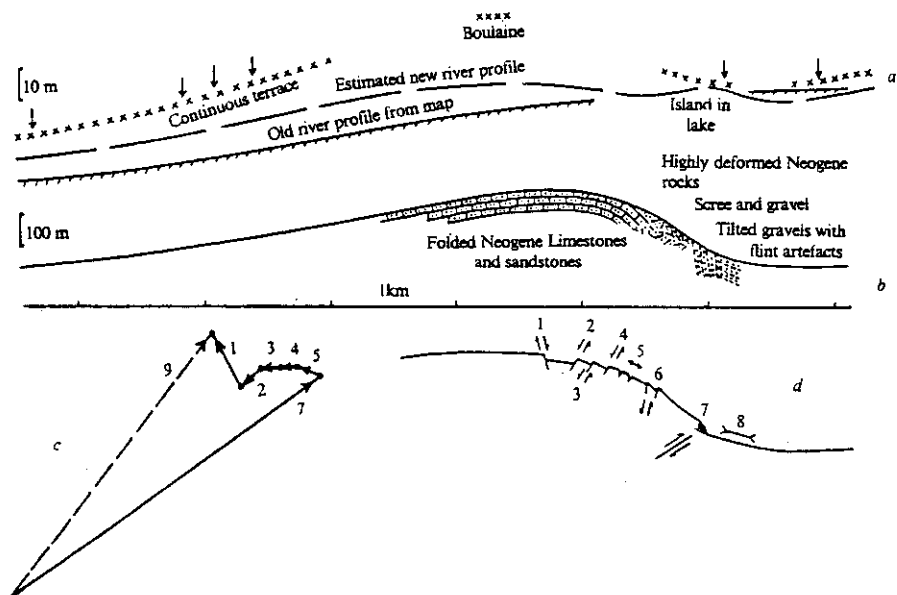 xxxx
Boulaine
10 m
a
Continuous terrace
Estimated new river profile
Old river profile from map
Island in
lake
Highly deformed Neogene
rocks
Scree and gravel
Tilted gravels with
flint artefacts
100 m
Folded Neogene Limestones
and sandstones
b
1km
1
2
3
4
5
7
9
c
1
2
3
4
5
6
7
8
d